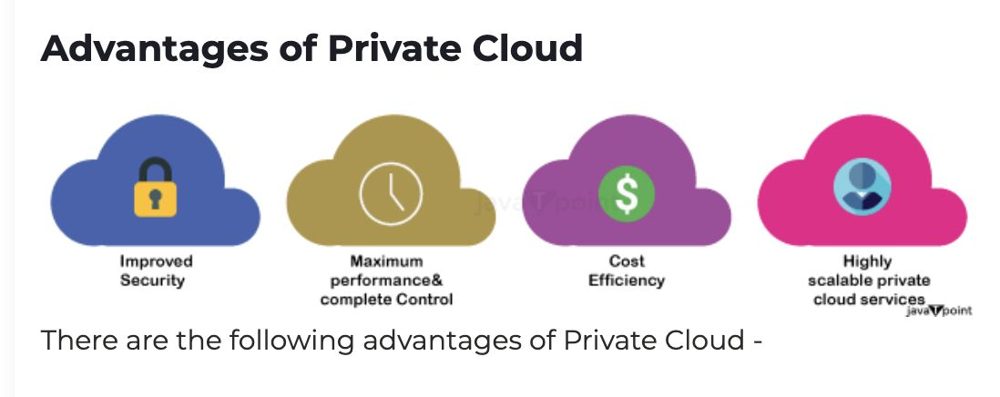 Advantages of Private Cloud
Improved
Security
Maximum
performance&
complete Control
Cost
Efficiency
Highly
scalable private
cloud services
javaTpoint
javaTpoint
There are the following advantages of Private Cloud -